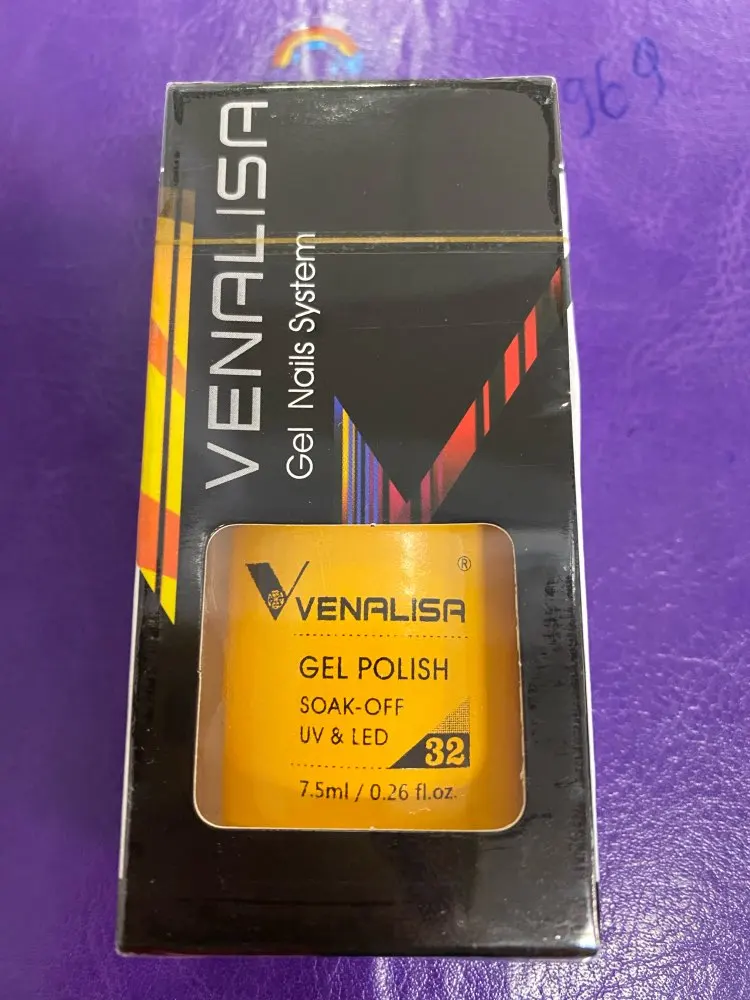 969
VENALISA
Gel Nails System
®
VENALISA
GEL POLISH
SOAK-OFF
UV & LED
32
7.5ml / 0.26 fl.oz.